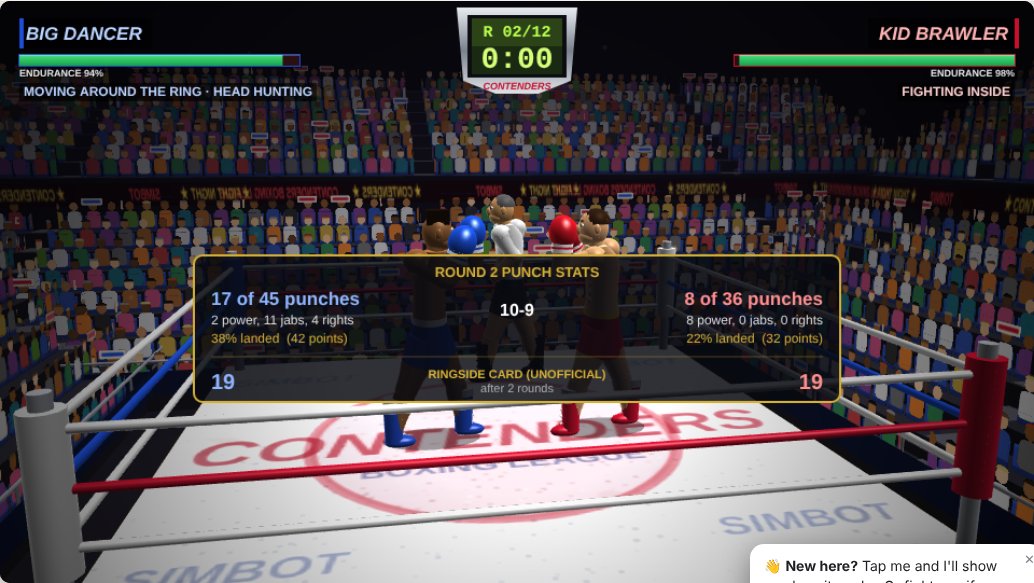 BIG DANCER
ENDURANCE 94%
MOVING AROUND THE RING · HEAD HUNTING
R 02/12
0:00
CONTENDERS
KID BRAWLER
ENDURANCE 98%
FIGHTING INSIDE
ROUND 2 PUNCH STATS
17 of 45 punches
2 power, 11 jabs, 4 rights
38% landed (42 points)
10-9
8 of 36 punches
8 power, 0 jabs, 0 rights
22% landed (32 points)
19
RINGSIDE CARD (UNOFFICIAL)
after 2 rounds
19
SIMBOT
CONTENDERS
BOXING LEAGUE
SIMBOT
SIMBOT
👋 New here? Tap me and I'll show